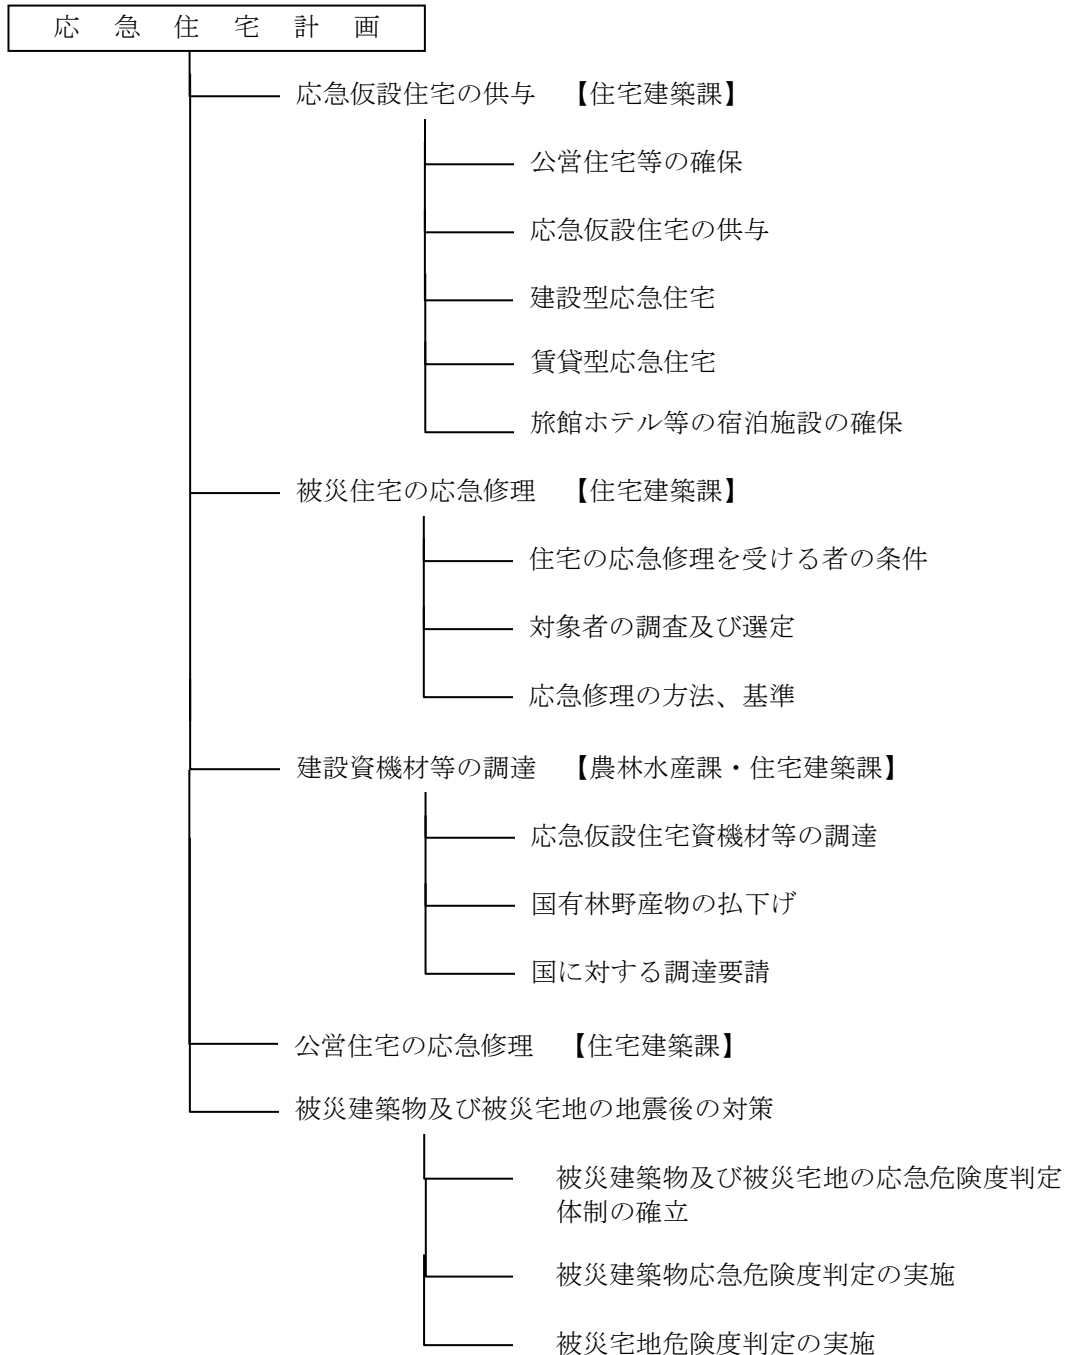 応急住宅計画
応急仮設住宅の供与　【住宅建築課】
公営住宅等の確保
応急仮設住宅の供与
建設型応急住宅
賃貸型応急住宅
旅館ホテル等の宿泊施設の確保
被災住宅の応急修理　【住宅建築課】
住宅の応急修理を受ける者の条件
対象者の調査及び選定
応急修理の方法、基準
建設資機材等の調達　【農林水産課・住宅建築課】
応急仮設住宅資機材等の調達
国有林野産物の払下げ
国に対する調達要請
公営住宅の応急修理　【住宅建築課】
被災建築物及び被災宅地の地震後の対策
被災建築物及び被災宅地の応急危険度判定
体制の確立
被災建築物応急危険度判定の実施
被災宅地危険度判定の実施